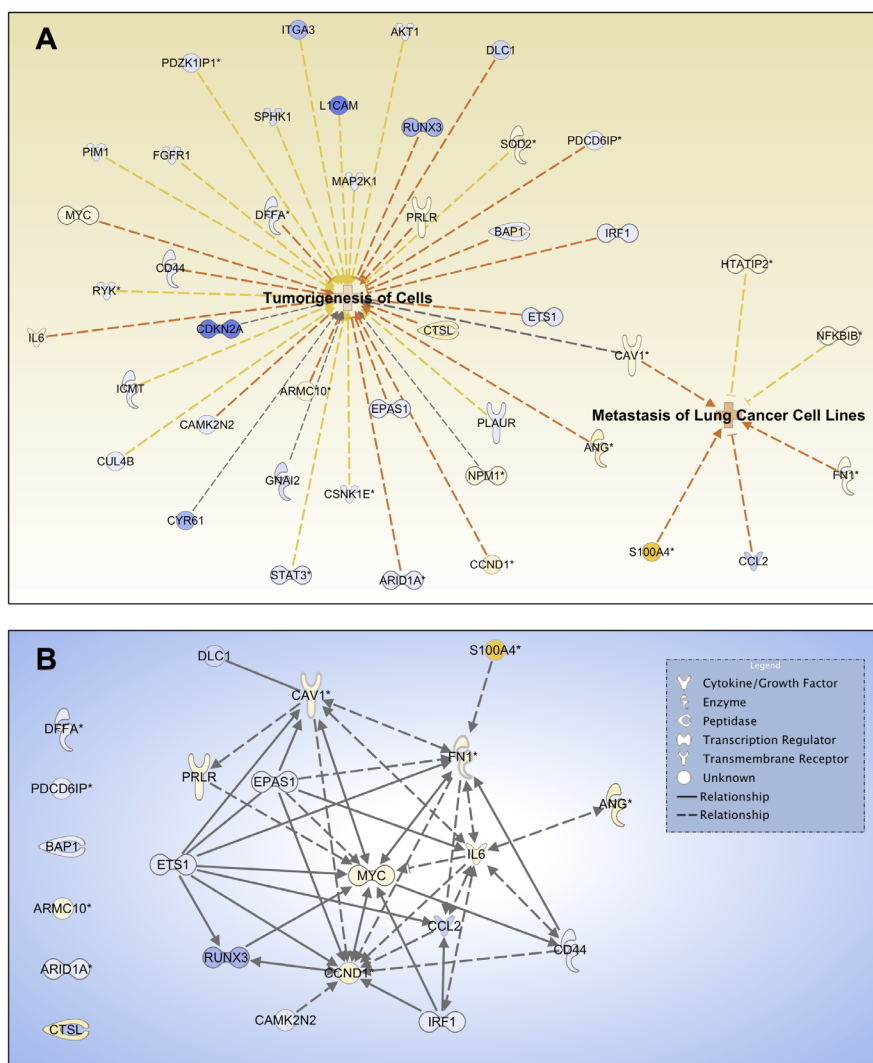 A
ITGA3
AKT1
DLC1
PDZK1IP1*
L1CAM
SPHK1
RUNX3
SOD2*
PDCD6IP*
PIM1
FGFR1
MAP2K1
MYC
DFFA*
PRLR
BAP1
IRF1
CD44
HTATIP2*
RYK*
Tumorigenesis of Cells
IL6
CDKN2A
CTSL
ETS1
NFKBIB*
CAV1*
ICMT
ARMC10*
EPAS1
Metastasis of Lung Cancer Cell Lines
CAMK2N2
PLAUR
ANG*
CUL4B
GNAI2
CSNK1E*
NPM1*
FN1*
CYR61
S100A4*
CCL2
STAT3*
ARID1A*
CCND1*
B
DLC1
S100A4*
Legend
CAV1*
Cytokine/Growth Factor
Enzyme
DFFA*
Peptidase
FN1*
Transcription Regulator
PRLR
EPAS1
Transmembrane Receptor
Unknown
PDCD6IP*
Relationship
ANG*
Relationship
BAP1
IL6
ETS1
MYC
ARMC10*
CCL2
CD44
RUNX3
ARID1A*
CCND1*
CAMK2N2
IRF1
CTSL